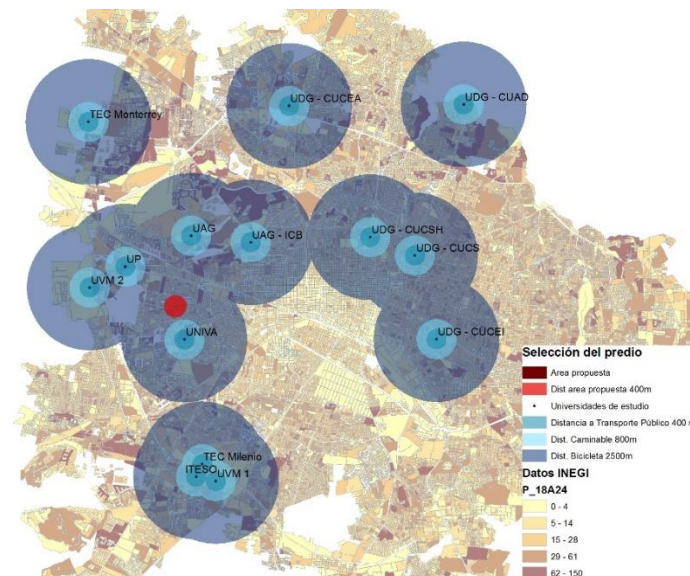 UDG - CUCEA
UDG - CUAD
TEC Monterrey
UAG
UAG - ICB
UDG - CUCSH
UDG - CUCS
UP
UVM 2
UNIVA
UDG - CUCEI
TEC Milenio
ITESO
UVM 1
Selección del predio
Area propuesta
Dist area propuesta 400m
Universidades de estudio
Distancia a Transporte Público 400 m
Dist. Caminable 800m
Dist. Bicicleta 2500m
Datos INEGI
P_18A24
0 - 4
5 - 14
15 - 28
29 - 61
62 - 150